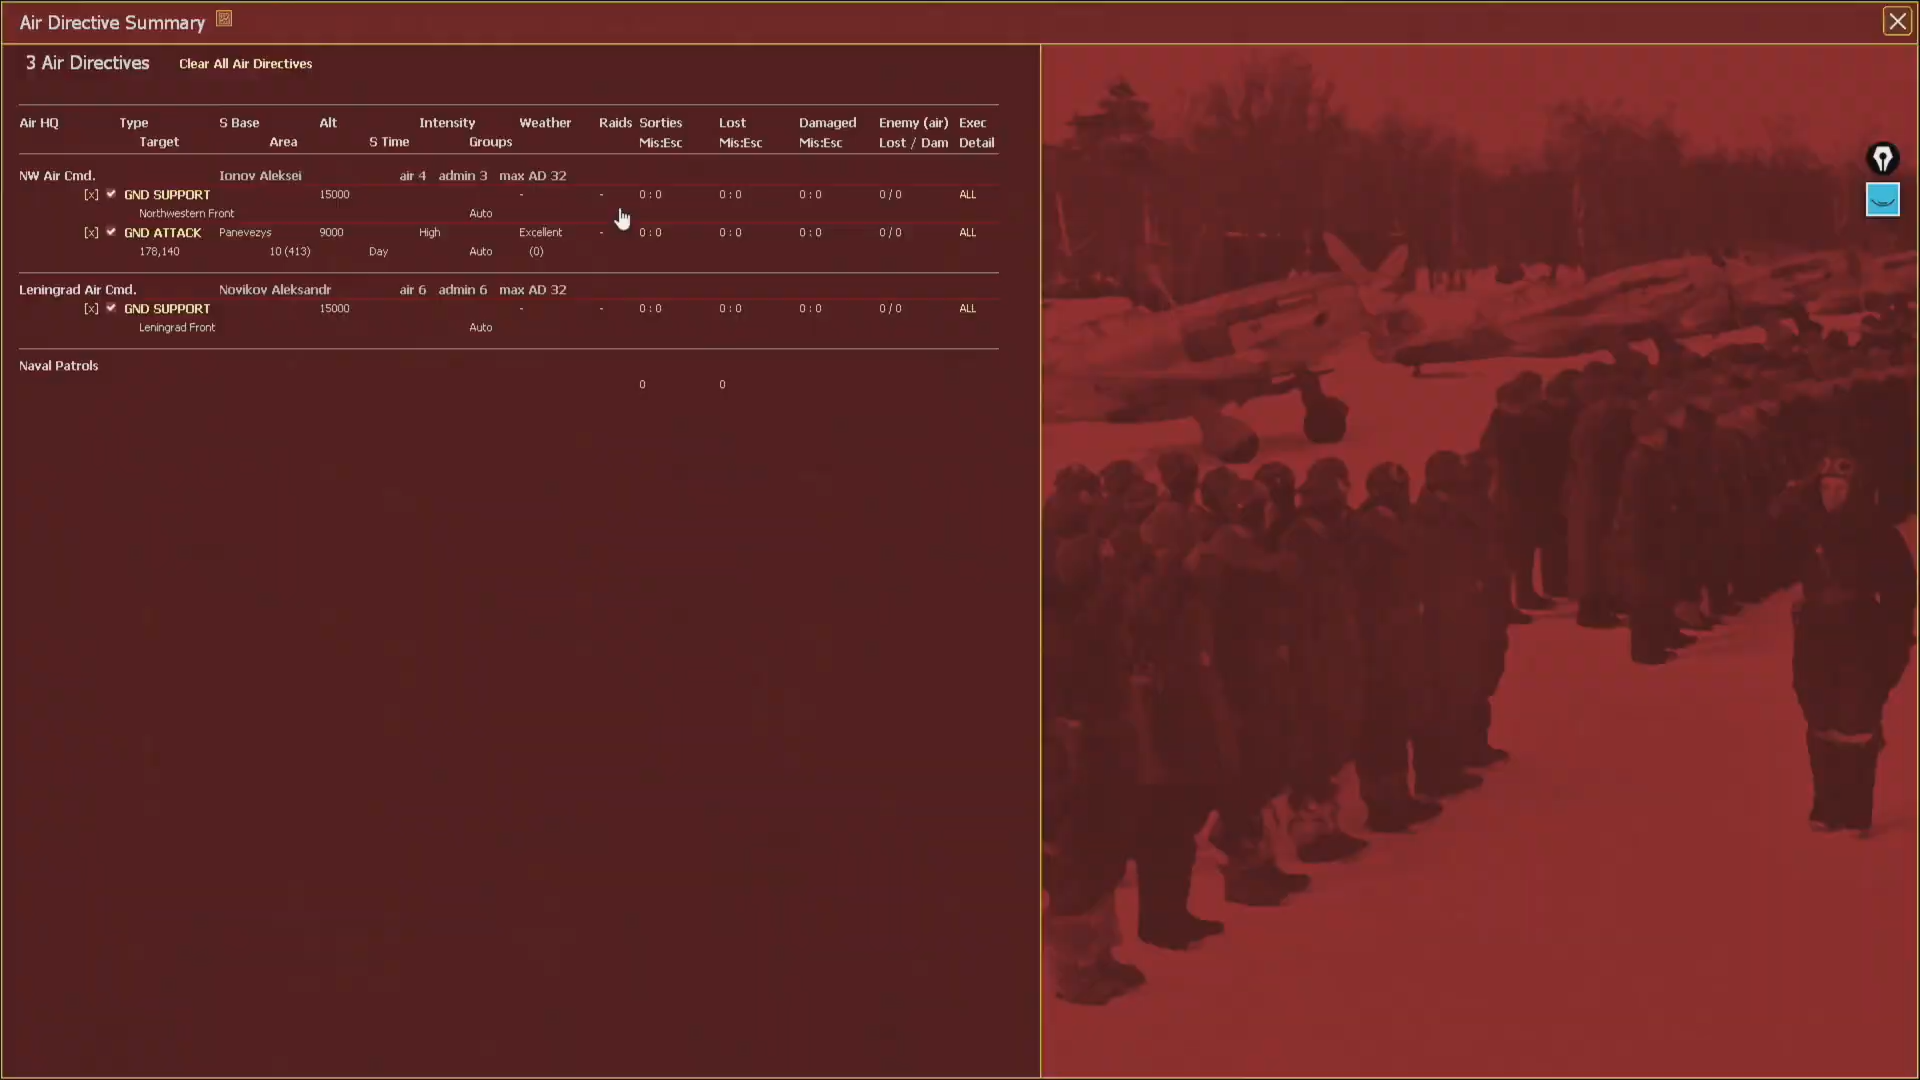 Air Directive Summary
3 Air Directives Clear All Air Directives
Air HQ Type S Base Alt Intensity Weather Raids Sorties Lost Damaged Enemy (air) Exec
Target Area S Time Groups Mis:Esc Mis:Esc Mis:Esc Lost / Dam Detail
NW Air Cmd. Ionov Aleksei air 4 admin 3 max AD 32
[x] GND SUPPORT 15000 - - 0 : 0 0 : 0 0 : 0 0 / 0 ALL
Northwestern Front Auto
[x] GND ATTACK Panevezys 9000 High Excellent - 0 : 0 0 : 0 0 : 0 0 / 0 ALL
178,140 10 (413) Day Auto (0)
Leningrad Air Cmd. Novikov Aleksandr air 6 admin 6 max AD 32
[x] GND SUPPORT 15000 - - 0 : 0 0 : 0 0 : 0 0 / 0 ALL
Leningrad Front Auto
Naval Patrols
0 0